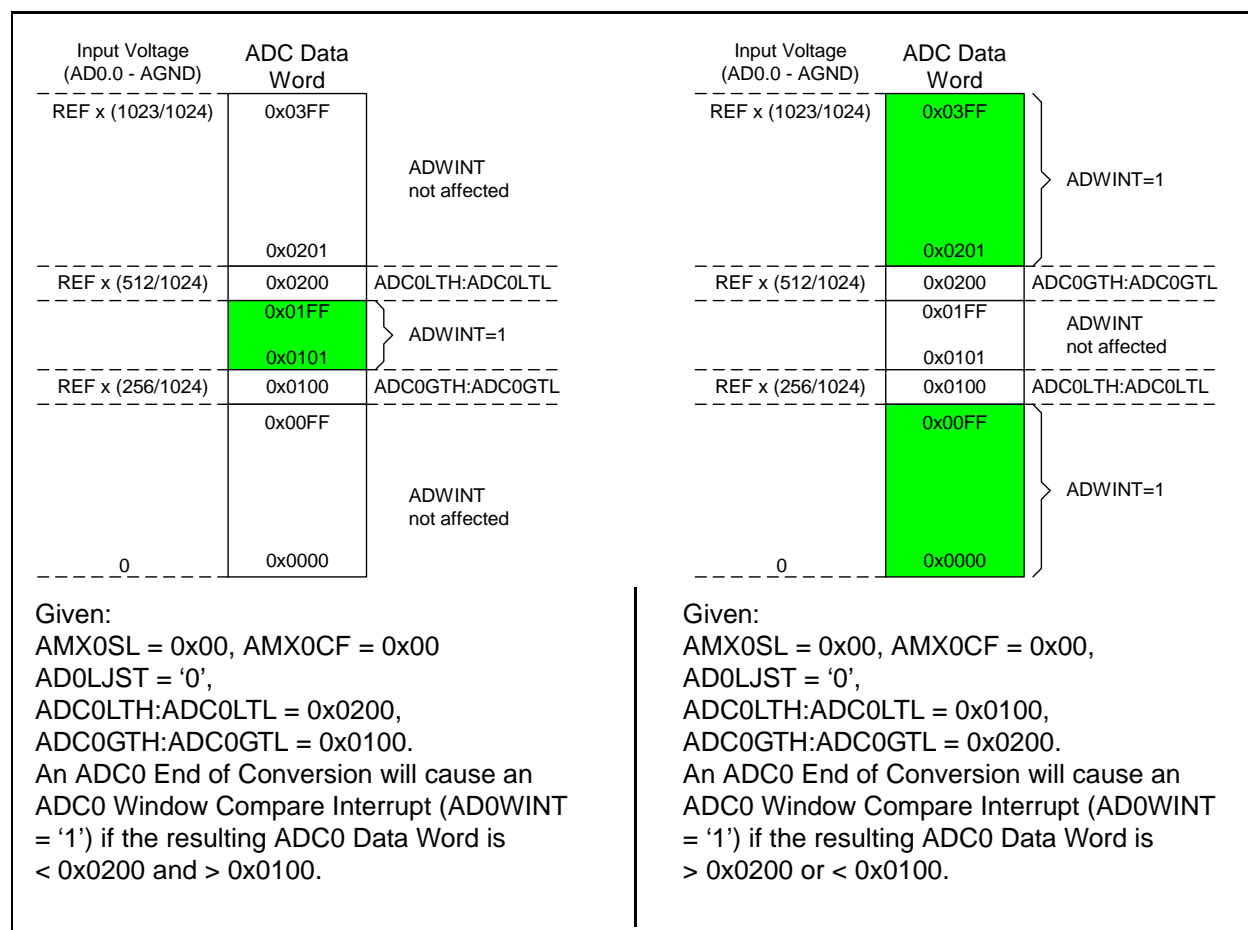 Input Voltage
(AD0.0 - AGND)
ADC Data
Word
REF x (1023/1024)
0x03FF
ADWINT
not affected
0x0201
REF x (512/1024)
0x0200
ADC0LTH:ADC0LTL
0x01FF
ADWINT=1
0x0101
REF x (256/1024)
0x0100
ADC0GTH:ADC0GTL
0x00FF
ADWINT
not affected
0
0x0000
Given:
AMX0SL = 0x00, AMX0CF = 0x00
AD0LJST = ‘0’,
ADC0LTH:ADC0LTL = 0x0200,
ADC0GTH:ADC0GTL = 0x0100.
An ADC0 End of Conversion will cause an
ADC0 Window Compare Interrupt (AD0WINT
= ‘1’) if the resulting ADC0 Data Word is
< 0x0200 and > 0x0100.
Input Voltage
(AD0.0 - AGND)
ADC Data
Word
REF x (1023/1024)
0x03FF
ADWINT=1
0x0201
REF x (512/1024)
0x0200
ADC0GTH:ADC0GTL
0x01FF
ADWINT
not affected
0x0101
REF x (256/1024)
0x0100
ADC0LTH:ADC0LTL
0x00FF
ADWINT=1
0
0x0000
Given:
AMX0SL = 0x00, AMX0CF = 0x00,
AD0LJST = ‘0’,
ADC0LTH:ADC0LTL = 0x0100,
ADC0GTH:ADC0GTL = 0x0200.
An ADC0 End of Conversion will cause an
ADC0 Window Compare Interrupt (AD0WINT
= ‘1’) if the resulting ADC0 Data Word is
> 0x0200 or < 0x0100.